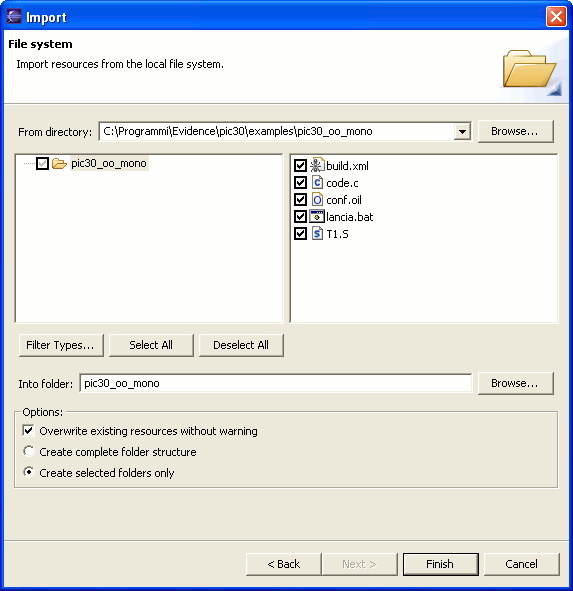 Import
File system
Import resources from the local file system.
From directory: C:\Programmi\Evidence\pic30\examples\pic30_oo_mono Browse...
pic30_oo_mono
build.xml
code.c
conf.oil
lancia.bat
T1.S
Filter Types... Select All Deselect All
Into folder: pic30_oo_mono Browse...
Options:
Overwrite existing resources without warning
Create complete folder structure
Create selected folders only
< Back Next > Finish Cancel